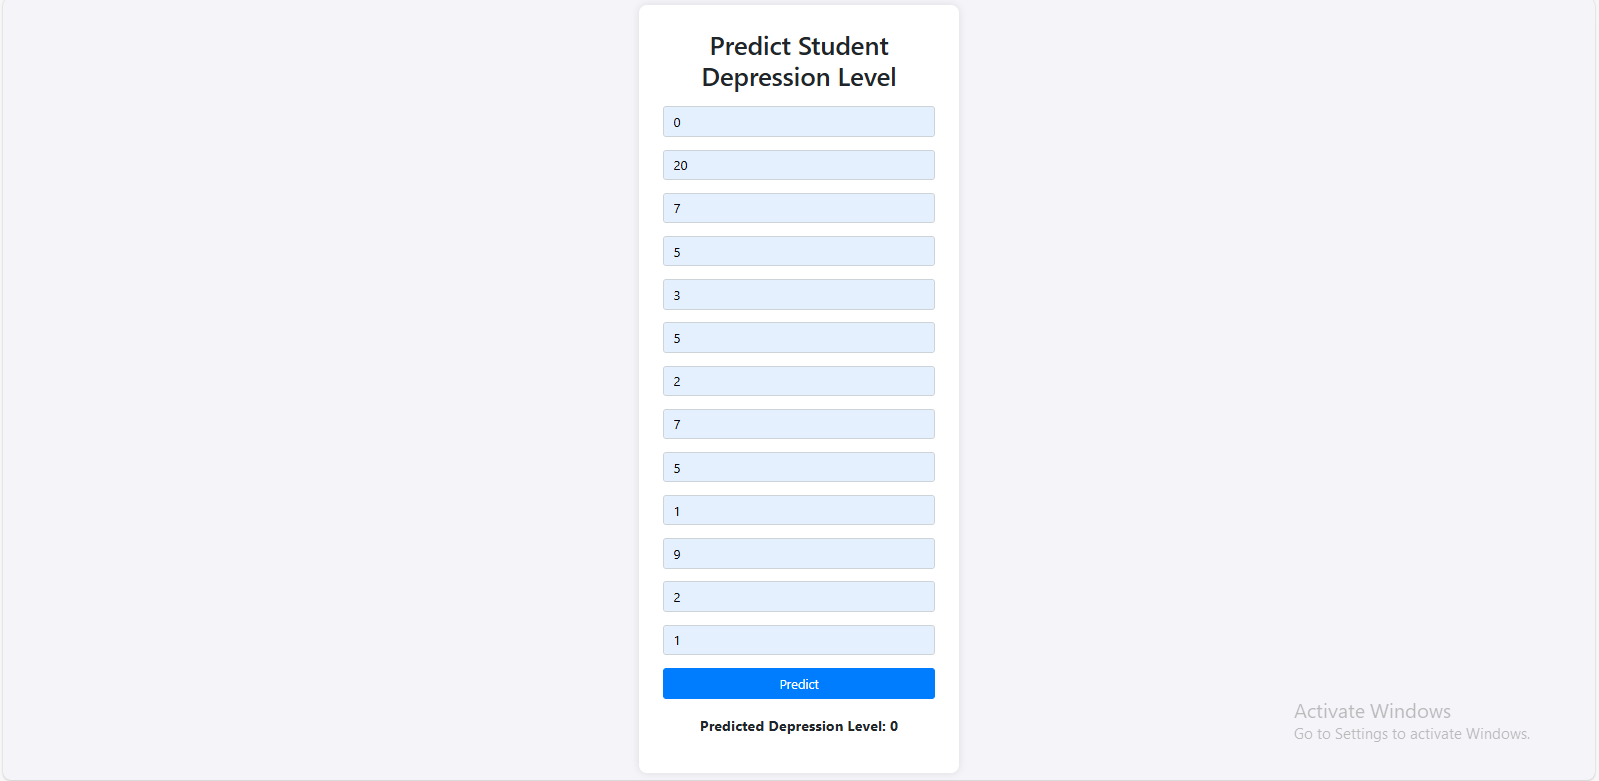 Predict Student
Depression Level
0
20
7
5
3
5
2
7
5
1
9
2
1
Predict
Predicted Depression Level: 0
Activate Windows
Go to Settings to activate Windows.